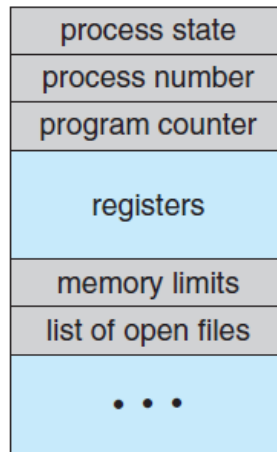 process state
process number
program counter
registers
memory limits
list of open files
• • •